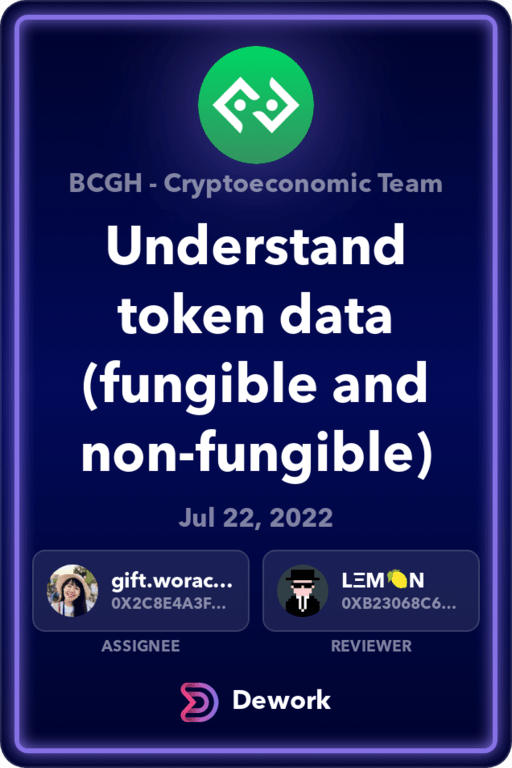 BCGH - Cryptoeconomic Team
Understand
token data
(fungible and
non-fungible)
Jul 22, 2022
gift.worac...
0X2C8E4A3F...
ASSIGNEE
LΞM🍋N
0XB23068C6...
REVIEWER
Dework